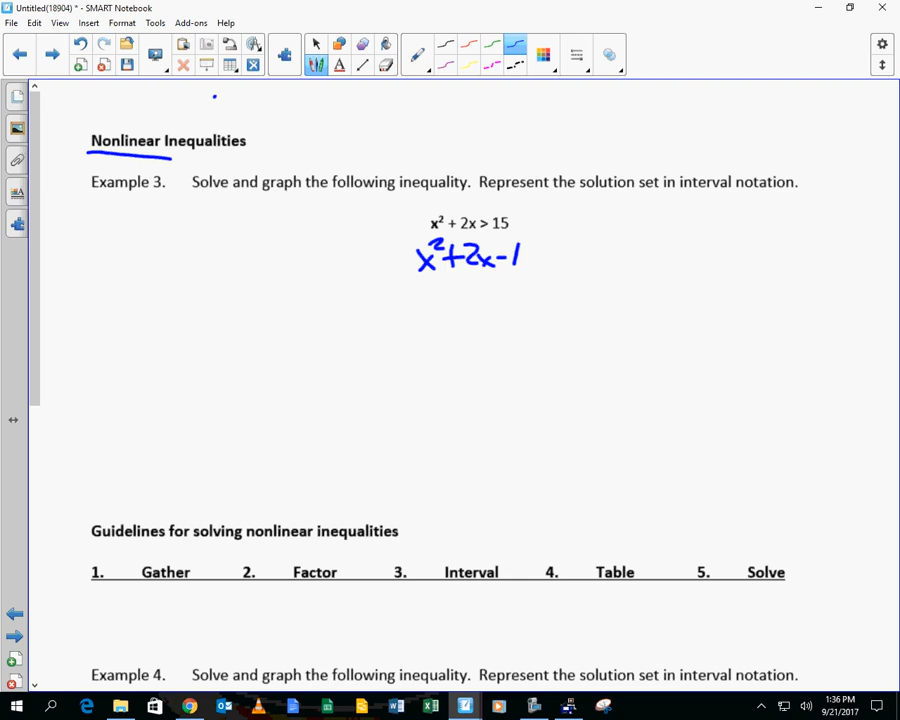 Untitled(18904) * - SMART Notebook
File Edit View Insert Format Tools Add-ons Help
Nonlinear Inequalities
Example 3. Solve and graph the following inequality. Represent the solution set in interval notation.
x² + 2x > 15
x²+2x-1
Guidelines for solving nonlinear inequalities
1. Gather 2. Factor 3. Interval 4. Table 5. Solve
Example 4. Solve and graph the following inequality. Represent the solution set in interval notation.
1:36 PM
9/21/2017